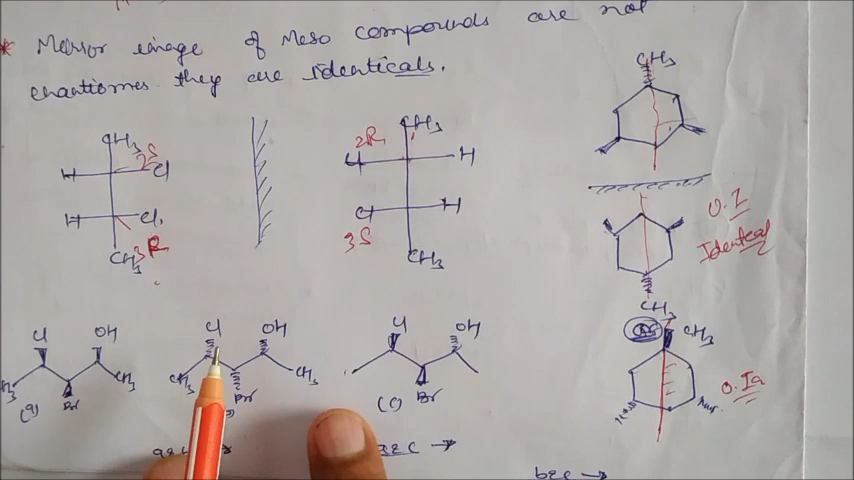 * Mirror image of Meso compounds are not
enantiomes they are identicals.
CH3
2S
H Cl
H Cl
3R
CH3
CH3
2R
Cl H
Cl H
3S
CH3
CH3
O.I
Identical
CH3
Cl OH
CH3 Br CH3
(a)
Cl OH
CH3 Br CH3
Cl OH
Br
(c)
CH3
O.Ia
b&c →